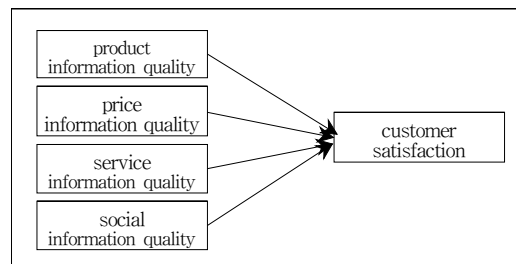 product
information quality
price
information quality
service
information quality
social
information quality
customer
satisfaction